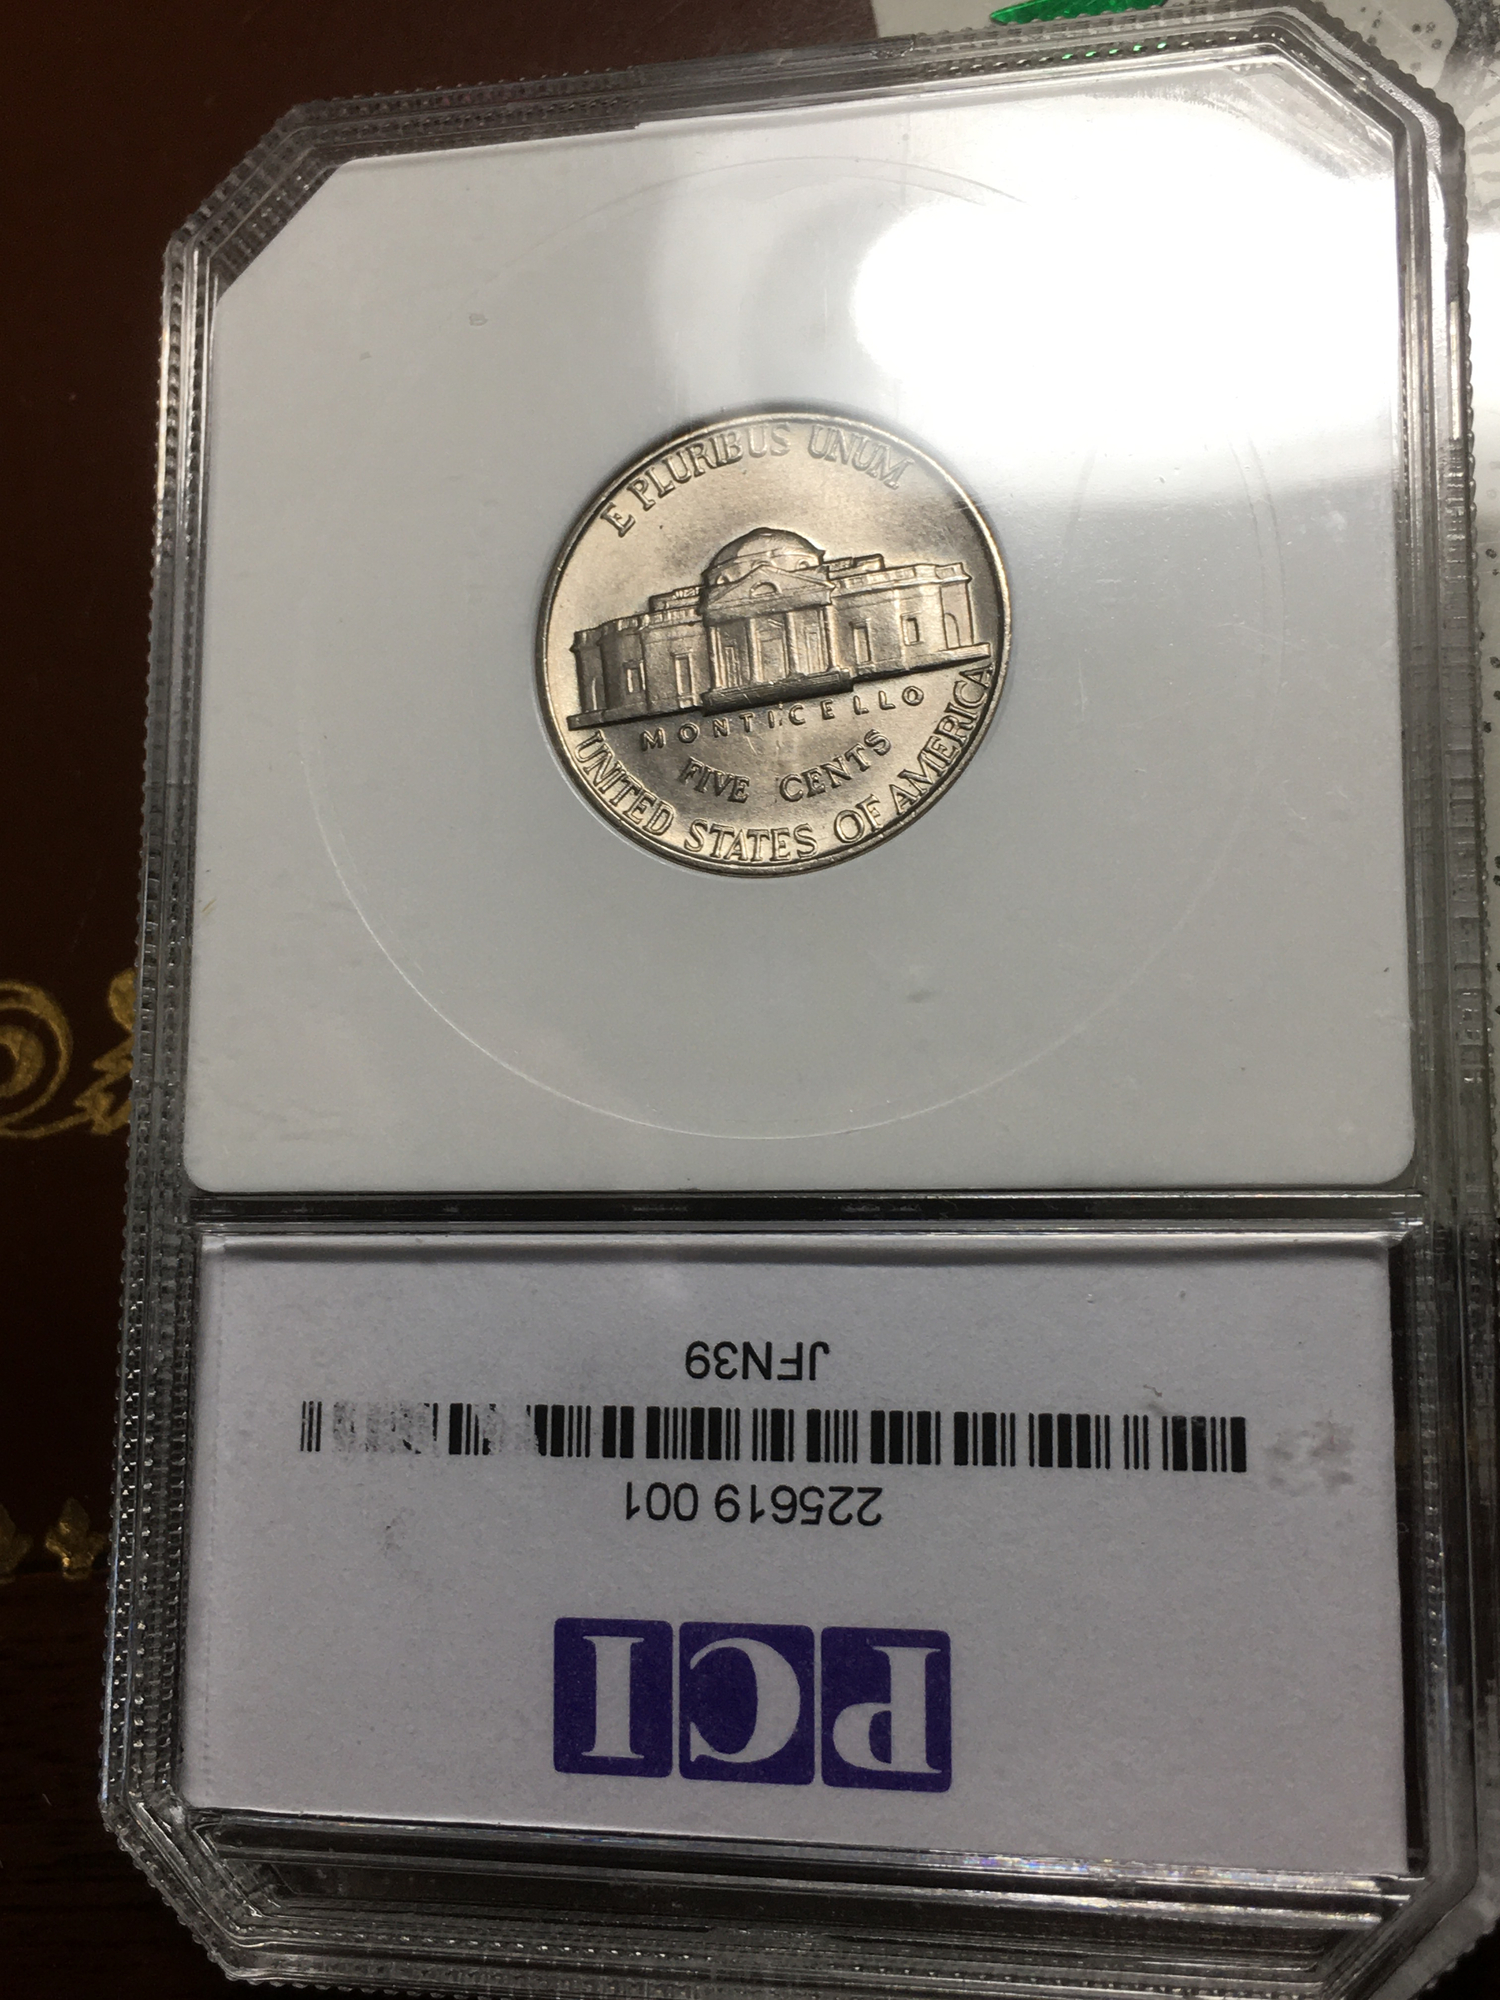 E PLURIBUS UNUM
MONTICELLO
FIVE CENTS
UNITED STATES OF AMERICA
PCI
225619 001
JFN39